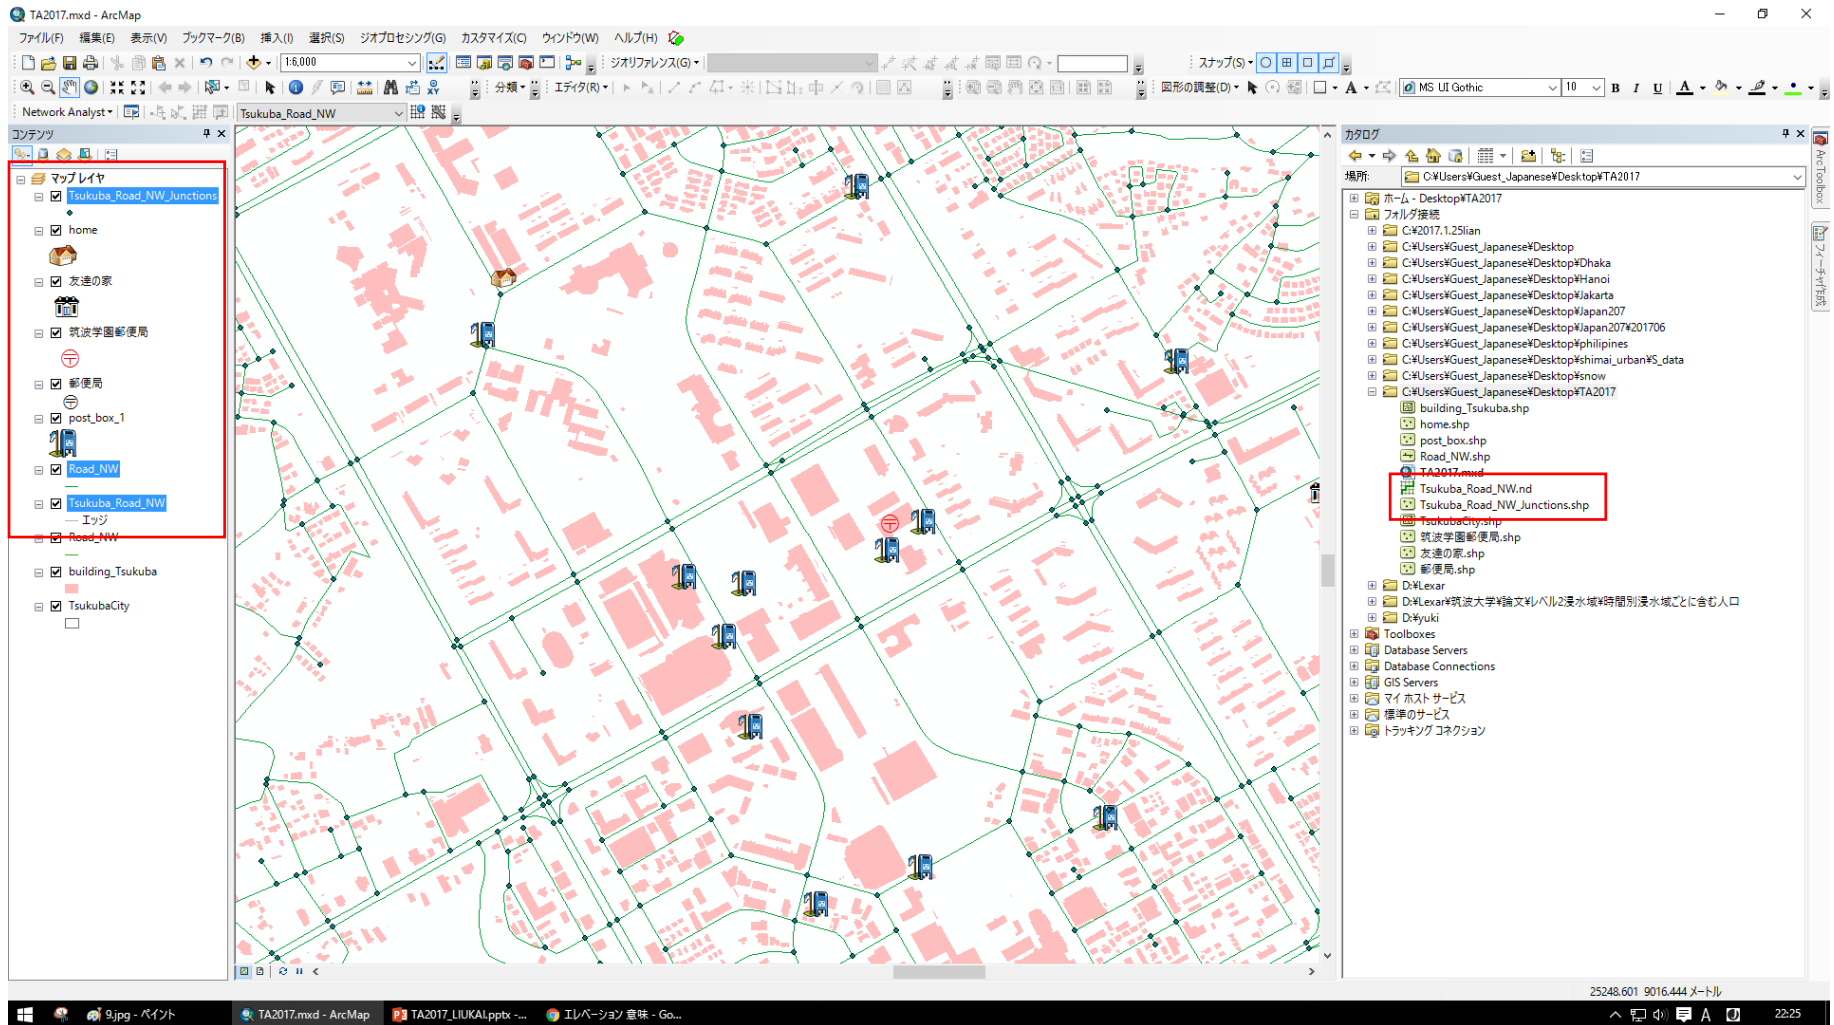 TA2017.mxd - ArcMap
ファイル(F) 編集(E) 表示(V) ブックマーク(B) 挿入(I) 選択(S) ジオプロセシング(G) カスタマイズ(C) ウィンドウ(W) ヘルプ(H)
1:6,000 ジオリファレンス(G) スナップ(S)
分類 エディタ(R) 図形の調整(D) A MS UI Gothic 10 B I U A
Network Analyst Tsukuba_Road_NW
コンテンツ
マップ レイヤ
Tsukuba_Road_NW_Junctions
home
友達の家
筑波学園郵便局
郵便局
post_box_1
Road_NW
Tsukuba_Road_NW
エッジ
Road_NW
building_Tsukuba
TsukubaCity
カタログ
場所: C:¥Users¥Guest_Japanese¥Desktop¥TA2017
ホーム - Desktop¥TA2017
フォルダ接続
C:¥2017.1.25lian
C:¥Users¥Guest_Japanese¥Desktop
C:¥Users¥Guest_Japanese¥Desktop¥Dhaka
C:¥Users¥Guest_Japanese¥Desktop¥Hanoi
C:¥Users¥Guest_Japanese¥Desktop¥Jakarta
C:¥Users¥Guest_Japanese¥Desktop¥Japan207
C:¥Users¥Guest_Japanese¥Desktop¥Japan207¥201706
C:¥Users¥Guest_Japanese¥Desktop¥philipines
C:¥Users¥Guest_Japanese¥Desktop¥shimai_urban¥S_data
C:¥Users¥Guest_Japanese¥Desktop¥snow
C:¥Users¥Guest_Japanese¥Desktop¥TA2017
building_Tsukuba.shp
home.shp
post_box.shp
Road_NW.shp
TA2017.mxd
Tsukuba_Road_NW.nd
Tsukuba_Road_NW_Junctions.shp
TsukubaCity.shp
筑波学園郵便局.shp
友達の家.shp
郵便局.shp
D:¥Lexar
D:¥Lexar¥筑波大学¥論文¥レベル2浸水域¥時間別浸水域ごとに含む人口
D:¥yuki
Toolboxes
Database Servers
Database Connections
GIS Servers
マイ ホスト サービス
標準のサービス
トラッキング コネクション
ArcToolbox
フィーチャ作成
25248.601 9016.444 メートル
9.jpg - ペイント
TA2017.mxd - ArcMap
TA2017_LIUKAI.pptx -...
エレベーション 意味 - Go...
A
22:25